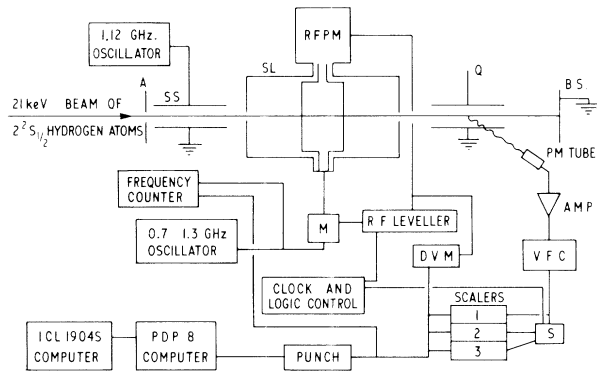 1.12 GHz.
OSCILLATOR
RFPM
A
SS
SL
Q
BS.
21keV BEAM OF
2²S₁/₂ HYDROGEN ATOMS
PM TUBE
FREQUENCY
COUNTER
AMP
M
RF LEVELLER
0.7 1.3 GHz
OSCILLATOR
DVM
VFC
CLOCK AND
LOGIC CONTROL
SCALERS
1
2
3
S
ICL 1904S
COMPUTER
PDP 8
COMPUTER
PUNCH